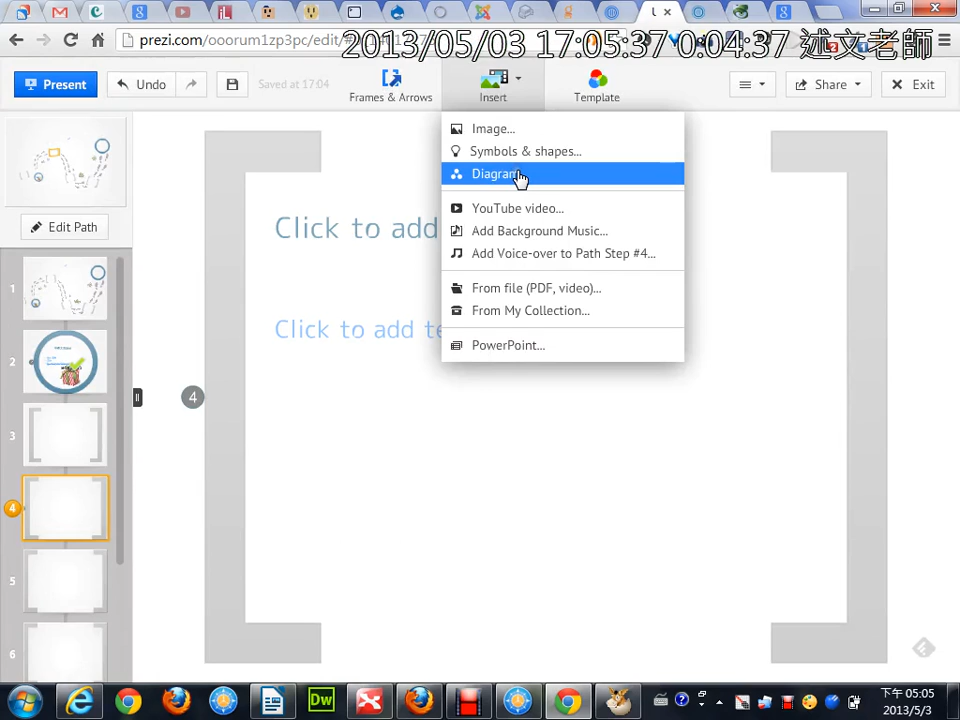 prezi.com/ooorum1zp3pc/edit/#
2013/05/03 17:05:37 0:04:37 述文老師
Present
Undo
Saved at 17:04
Frames & Arrows
Insert
Template
Share
Exit
Image...
Symbols & shapes...
Diagram
YouTube video...
Add Background Music...
Add Voice-over to Path Step #4...
From file (PDF, video)...
From My Collection...
PowerPoint...
Edit Path
1
2
3
4
5
6
Click to add
Click to add te
4
Dw
下午 05:05
2013/5/3